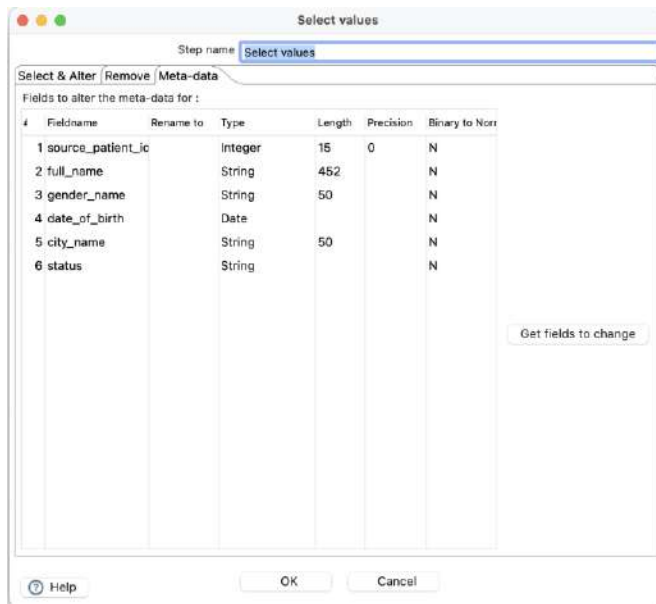 Select values
Step name Select values
Select & Alter Remove Meta-data
Fields to alter the meta-data for :
# Fieldname Rename to Type Length Precision Binary to Norr
1 source_patient_ic Integer 15 0 N
2 full_name String 452 N
3 gender_name String 50 N
4 date_of_birth Date N
5 city_name String 50 N
6 status String N
Get fields to change
? Help OK Cancel